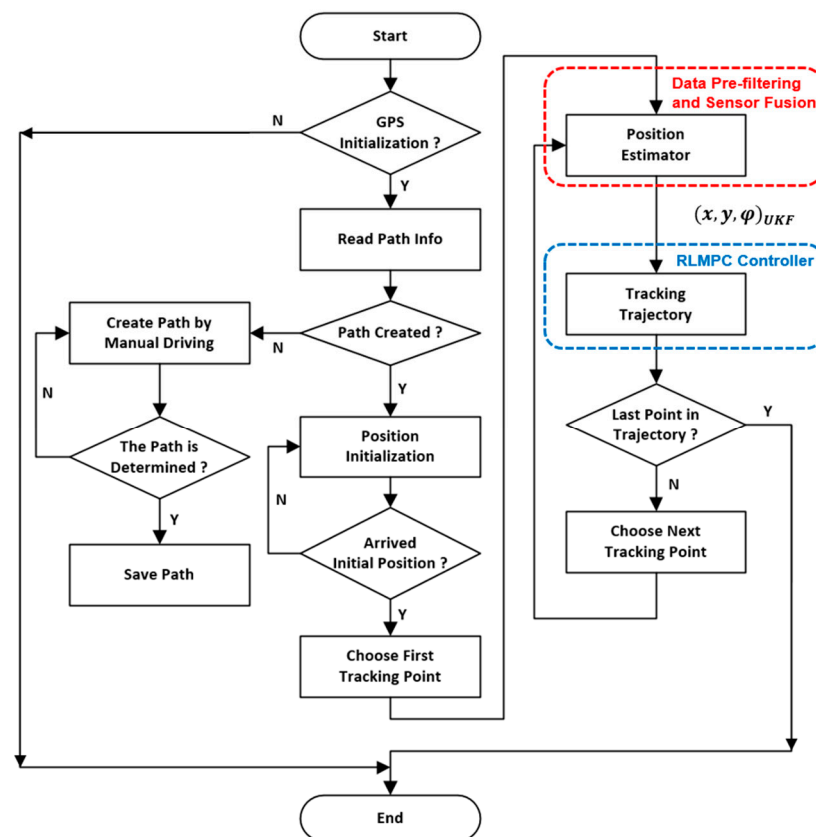 Start
GPS
Initialization ?
N
Y
Read Path Info
Path Created ?
N
Y
Create Path by
Manual Driving
N
The Path is
Determined ?
Y
Save Path
Position
Initialization
N
Arrived
Initial Position ?
Y
Choose First
Tracking Point
Data Pre-filtering
and Sensor Fusion
Position
Estimator
(x, y, φ)UKF
RLMPC Controller
Tracking
Trajectory
Last Point in
Trajectory ?
Y
N
Choose Next
Tracking Point
End